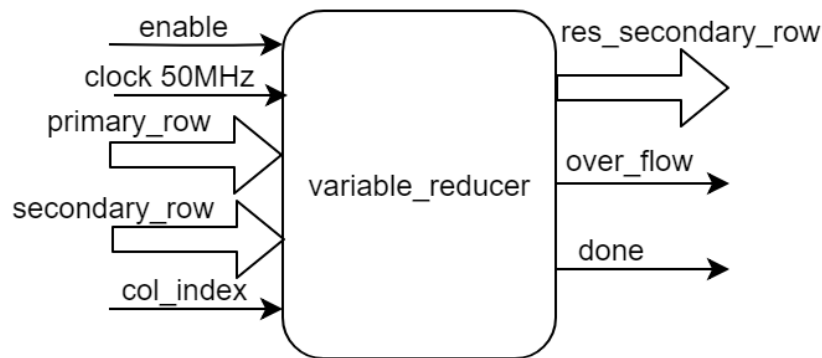 enable
clock 50MHz
primary_row
secondary_row
col_index
variable_reducer
res_secondary_row
over_flow
done